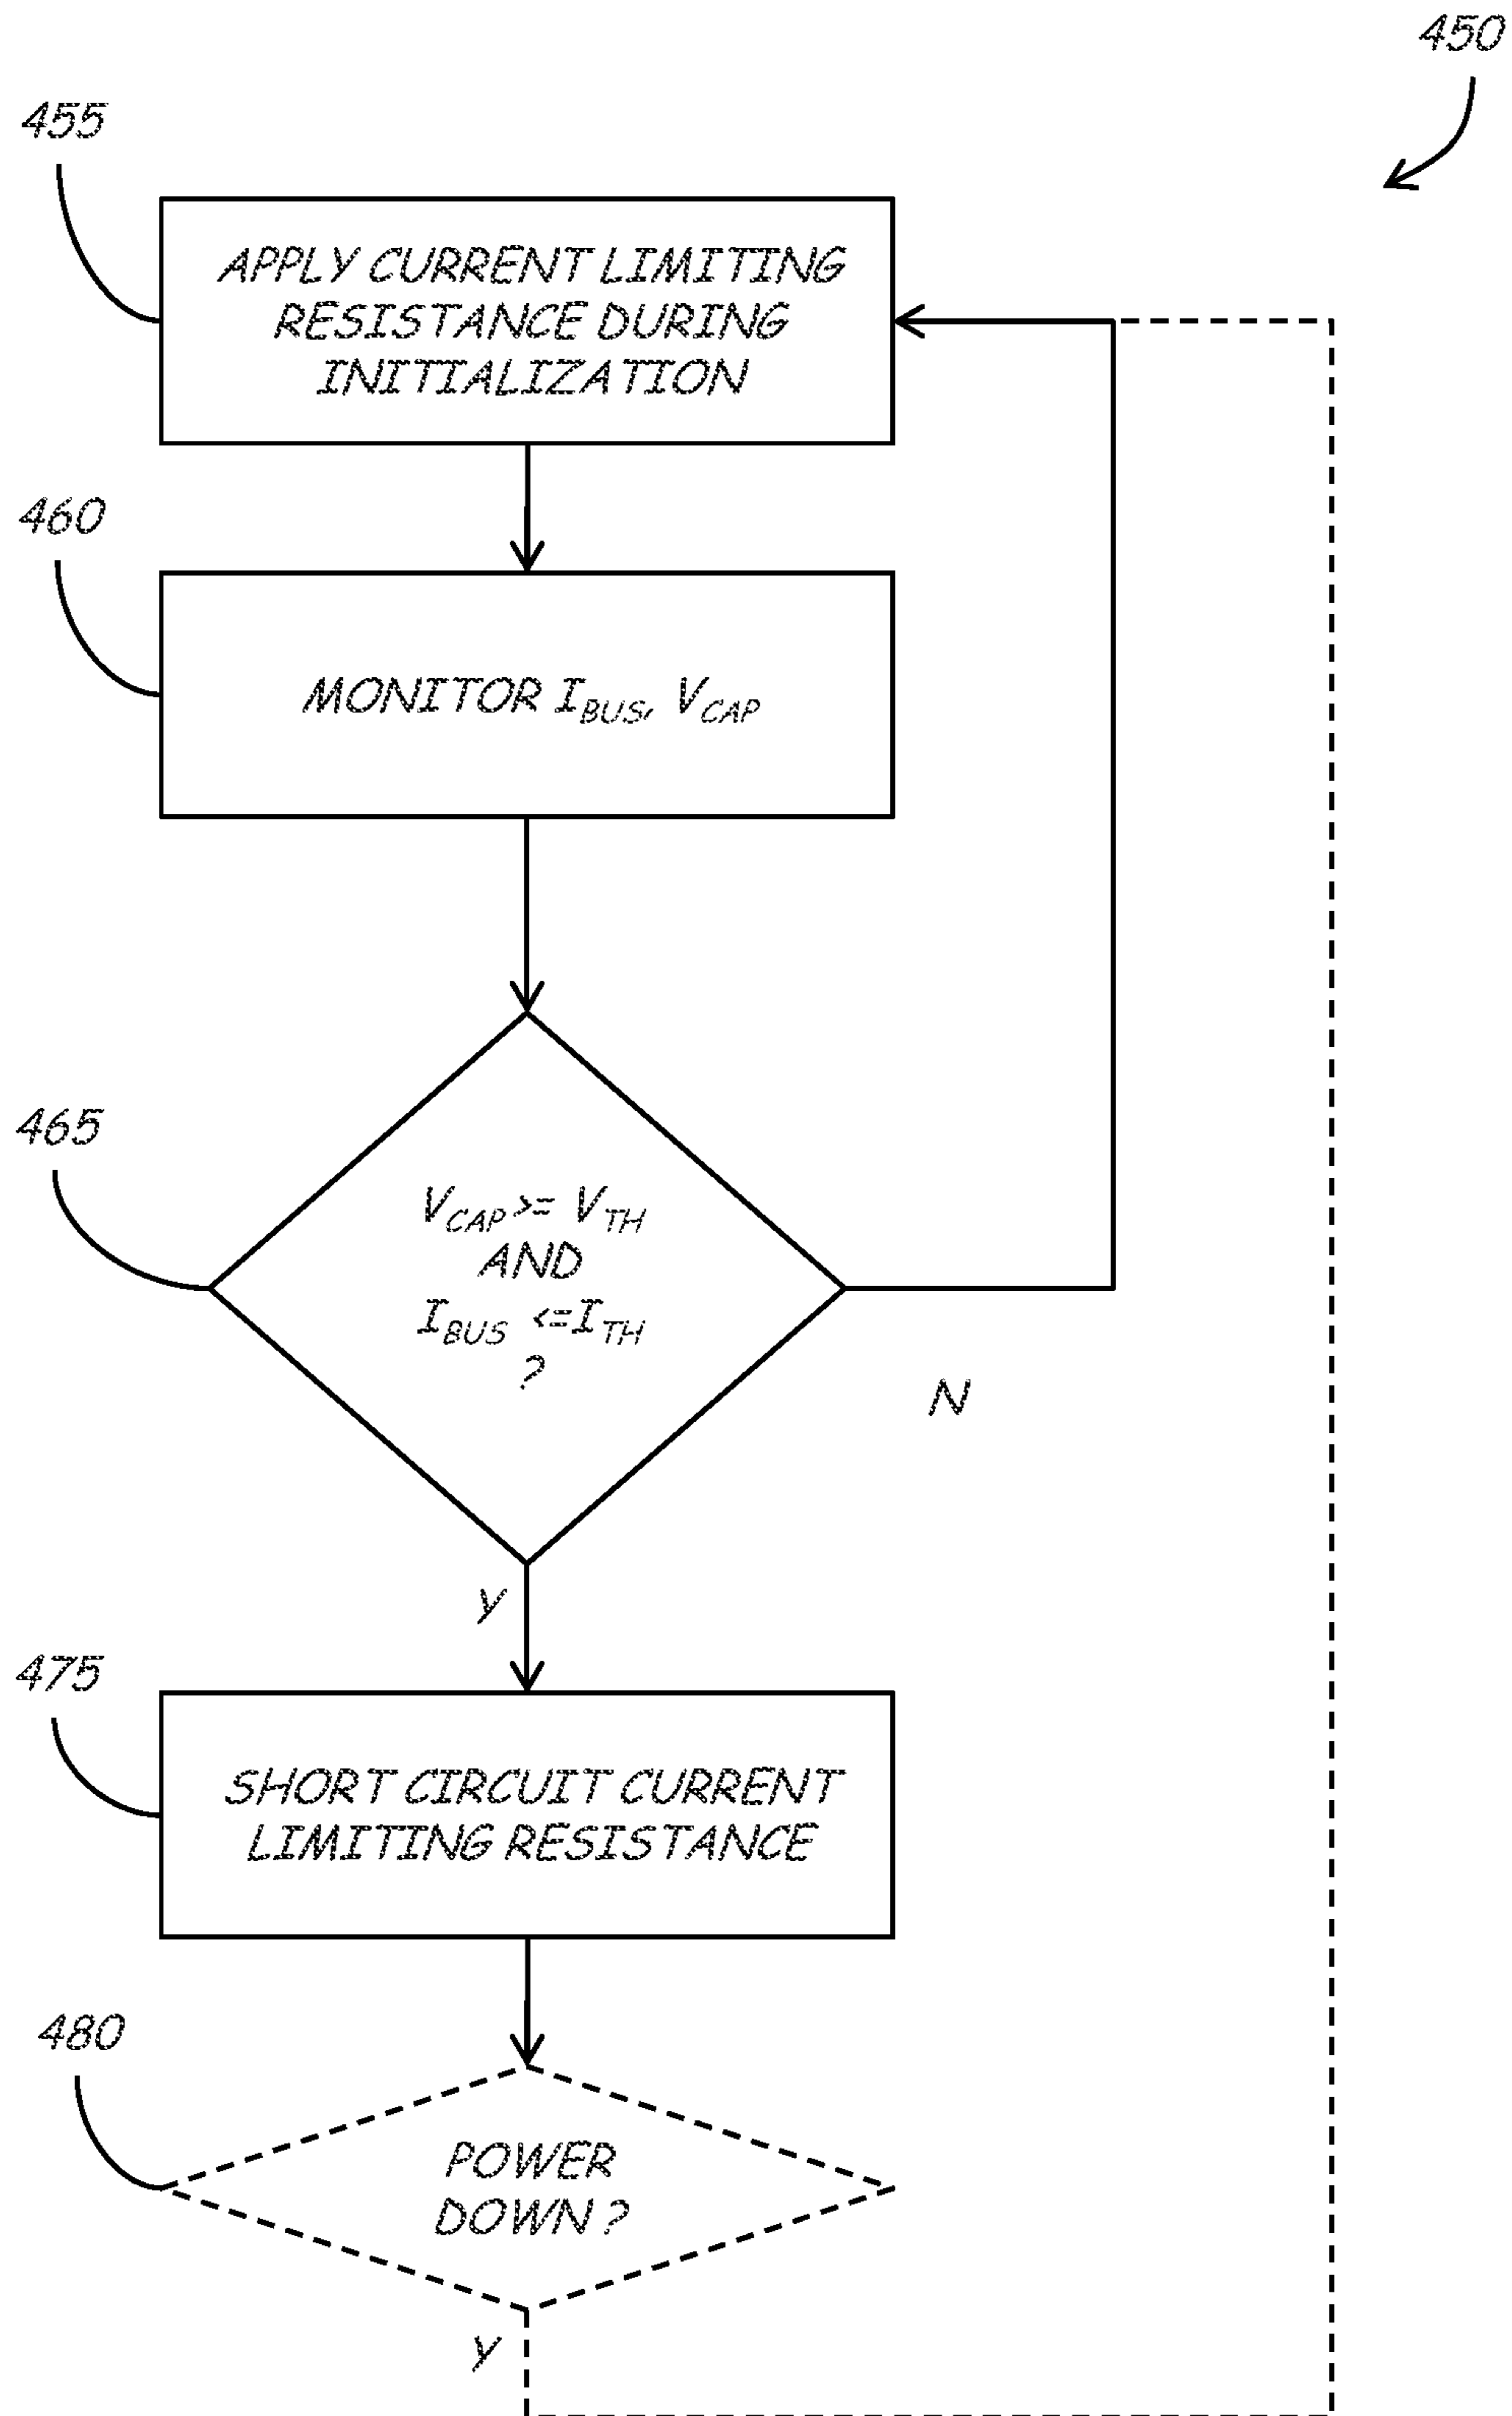 450
455
APPLY CURRENT LIMITING
RESISTANCE DURING
INITIALIZATION
460
MONITOR I_BUS, V_CAP
465
V_CAP >= V_TH
AND
I_BUS <= I_TH
?
N
Y
475
SHORT CIRCUIT CURRENT
LIMITING RESISTANCE
480
POWER
DOWN ?
Y